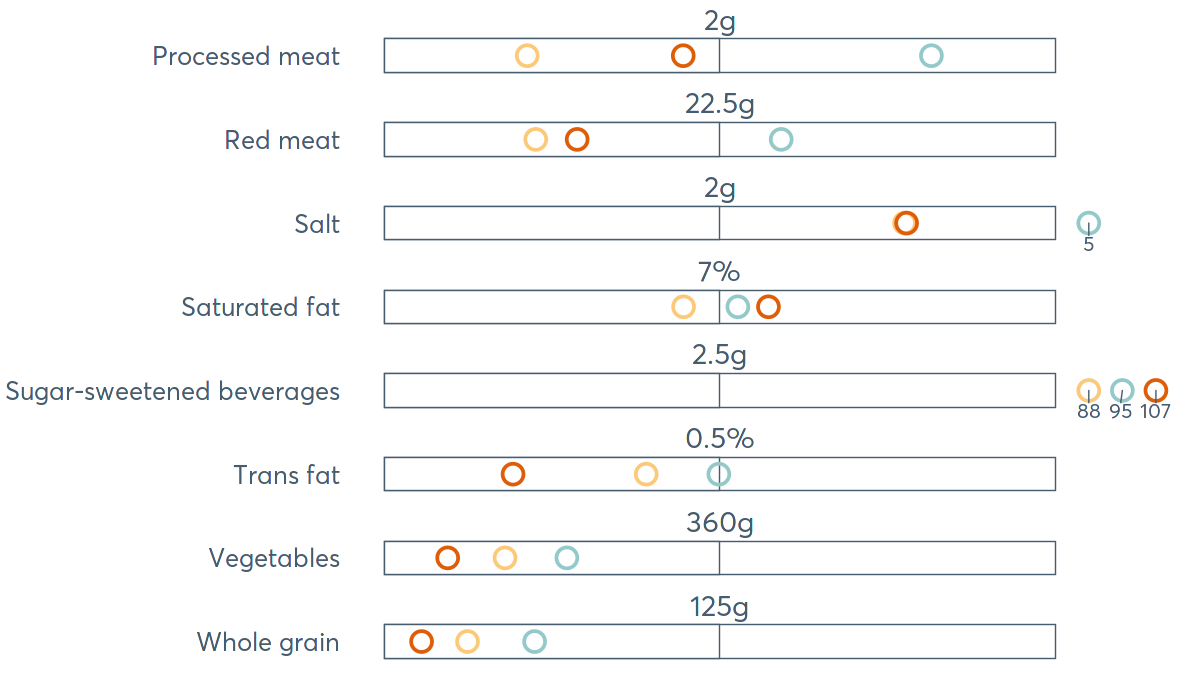 2g
Processed meat
22.5g
Red meat
2g
Salt
5
7%
Saturated fat
2.5g
Sugar-sweetened beverages
88 95 107
0.5%
Trans fat
360g
Vegetables
125g
Whole grain